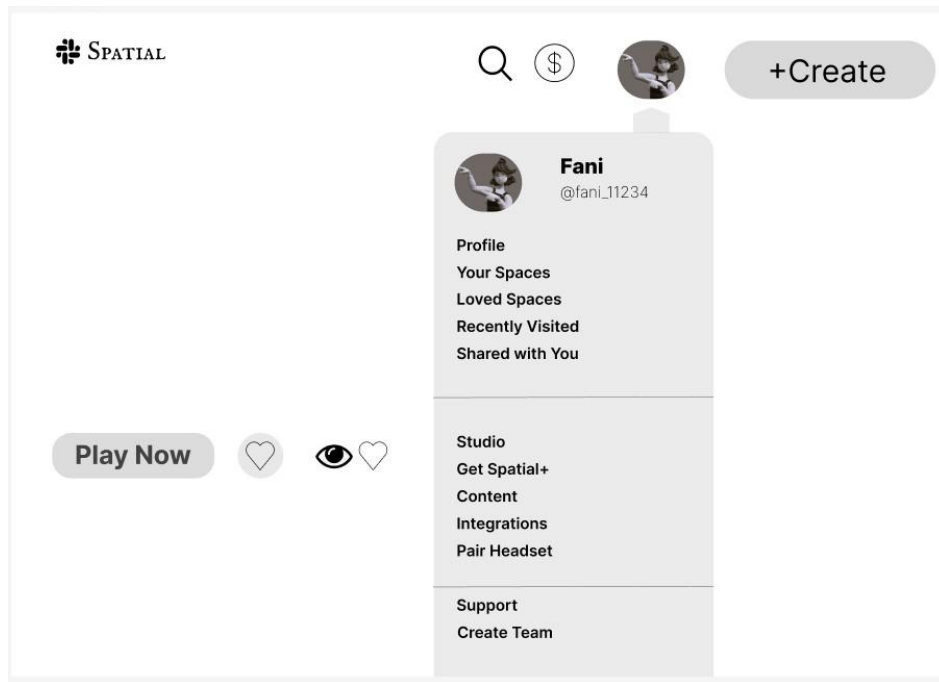 Spatial
$
+Create
Fani
@fani_11234
Profile
Your Spaces
Loved Spaces
Recently Visited
Shared with You
Play Now
Studio
Get Spatial+
Content
Integrations
Pair Headset
Support
Create Team